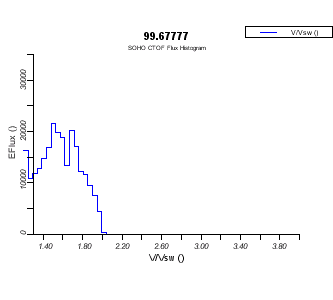 99.67777
SOHO CTOF Flux Histogram
V/Vsw ()
EFlux ()
30000
20000
10000
0
1.40 1.80 2.20 2.60 3.00 3.40 3.80
V/Vsw ()